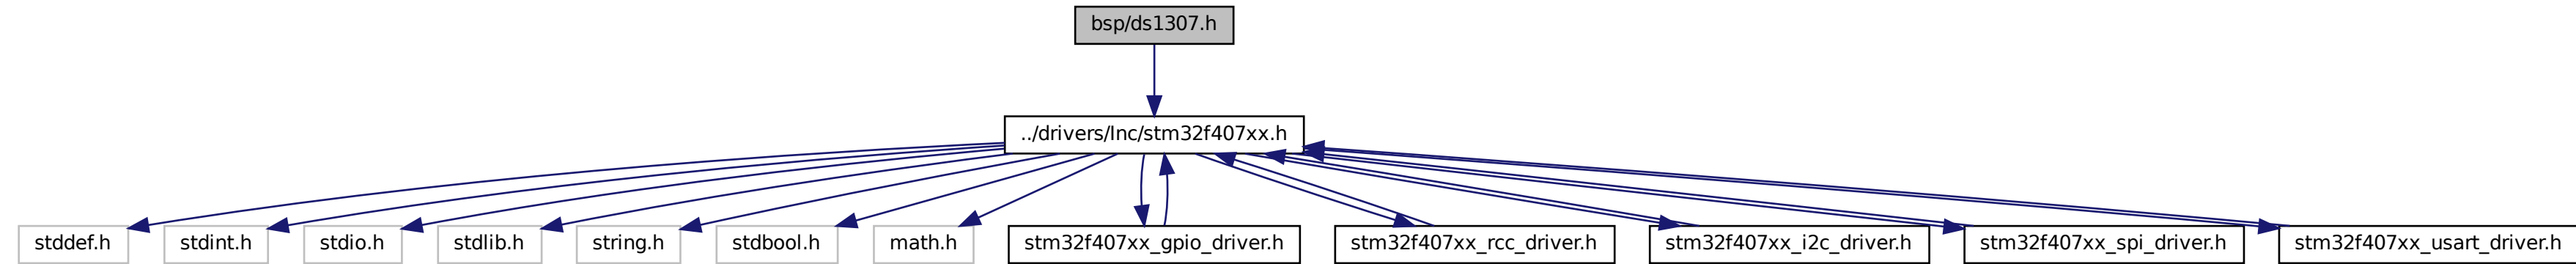 bsp/ds1307.h
../drivers/Inc/stm32f407xx.h
stddef.h
stdint.h
stdio.h
stdlib.h
string.h
stdbool.h
math.h
stm32f407xx_gpio_driver.h
stm32f407xx_rcc_driver.h
stm32f407xx_i2c_driver.h
stm32f407xx_spi_driver.h
stm32f407xx_usart_driver.h